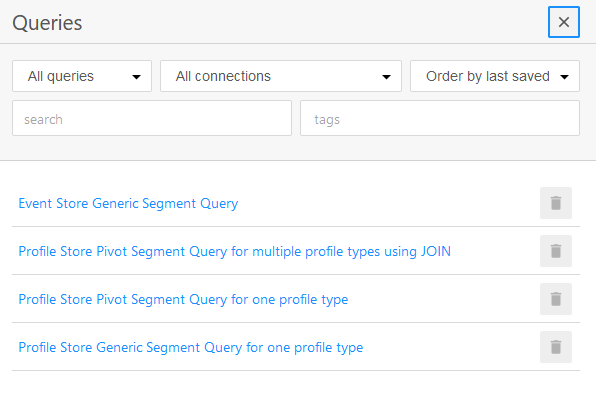 Queries
All queries
All connections
Order by last saved
search
tags
Event Store Generic Segment Query
Profile Store Pivot Segment Query for multiple profile types using JOIN
Profile Store Pivot Segment Query for one profile type
Profile Store Generic Segment Query for one profile type